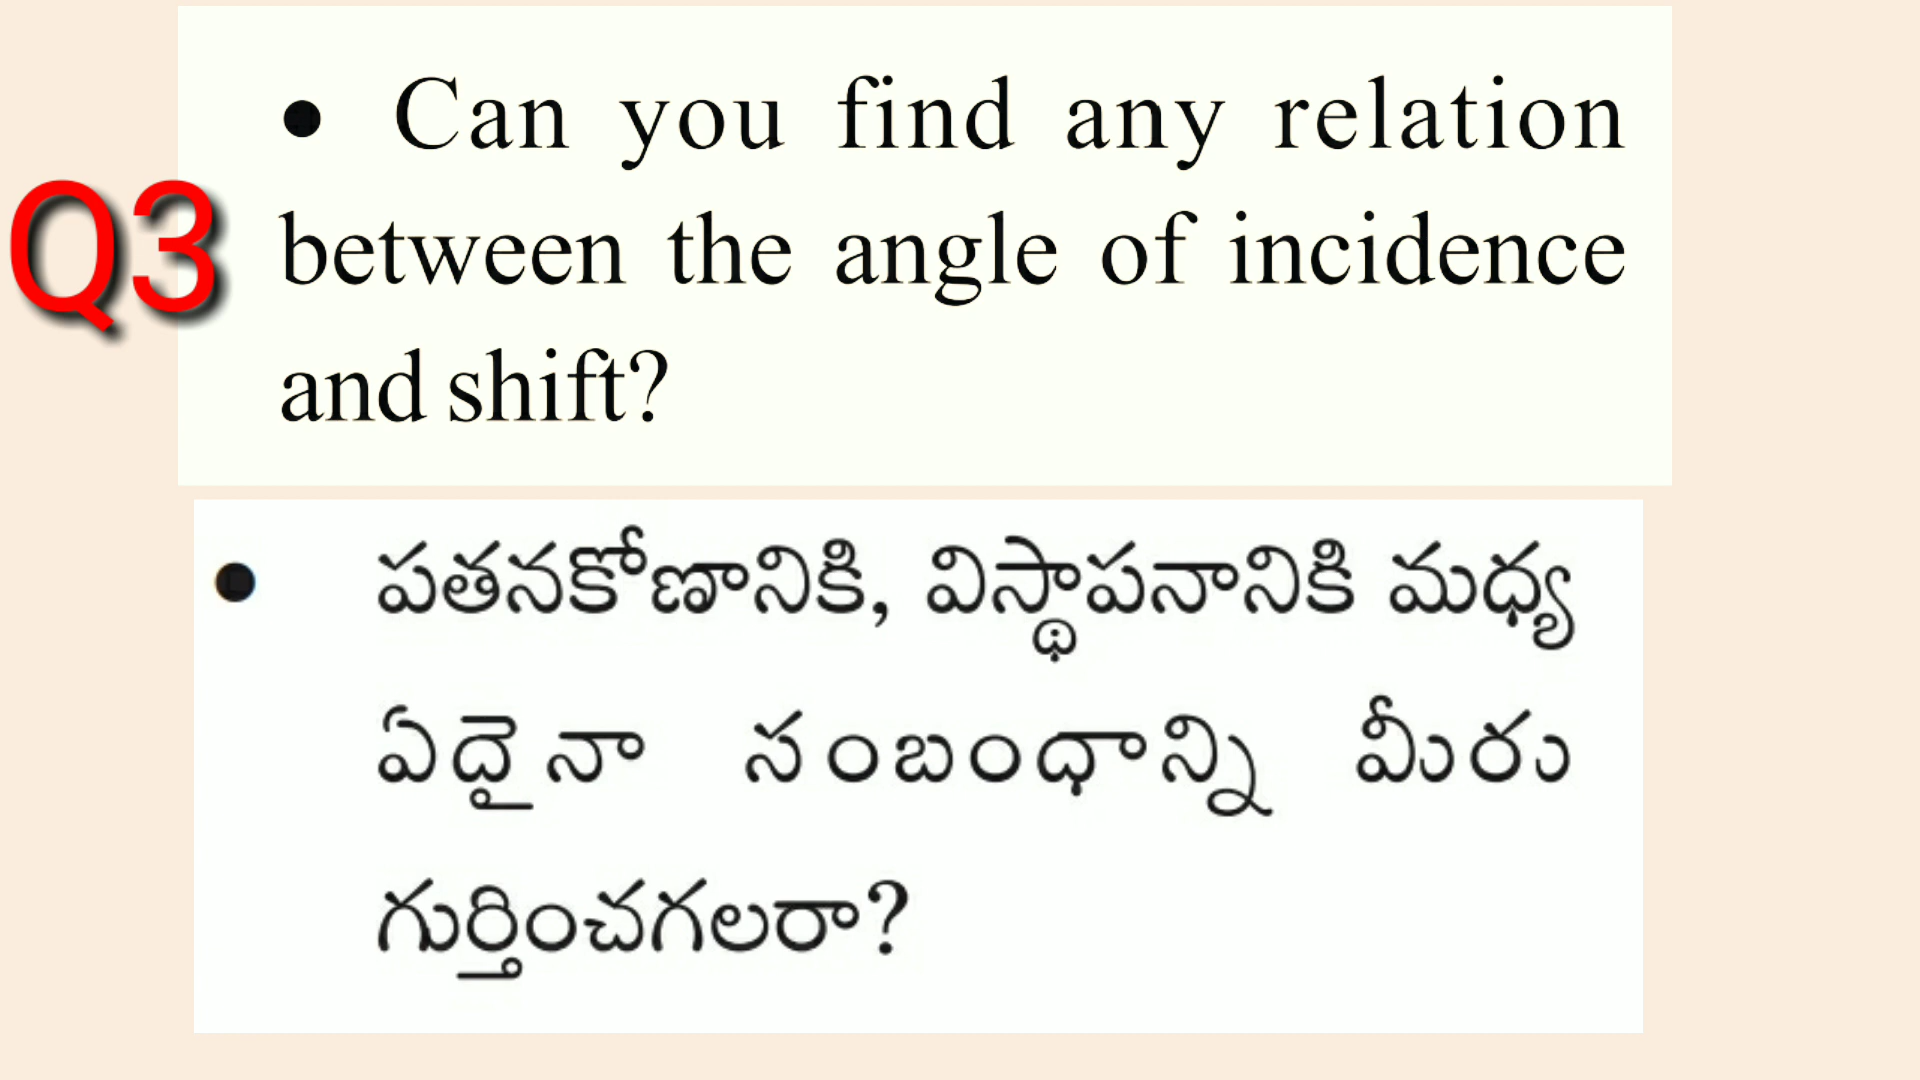 • Can you find any relation
Q3
between the angle of incidence
and shift?
• పతనకోణానికి, విస్థాపనానికి మధ్య
ఏదైనా సంబంధాన్ని మీరు
గుర్తించగలరా?